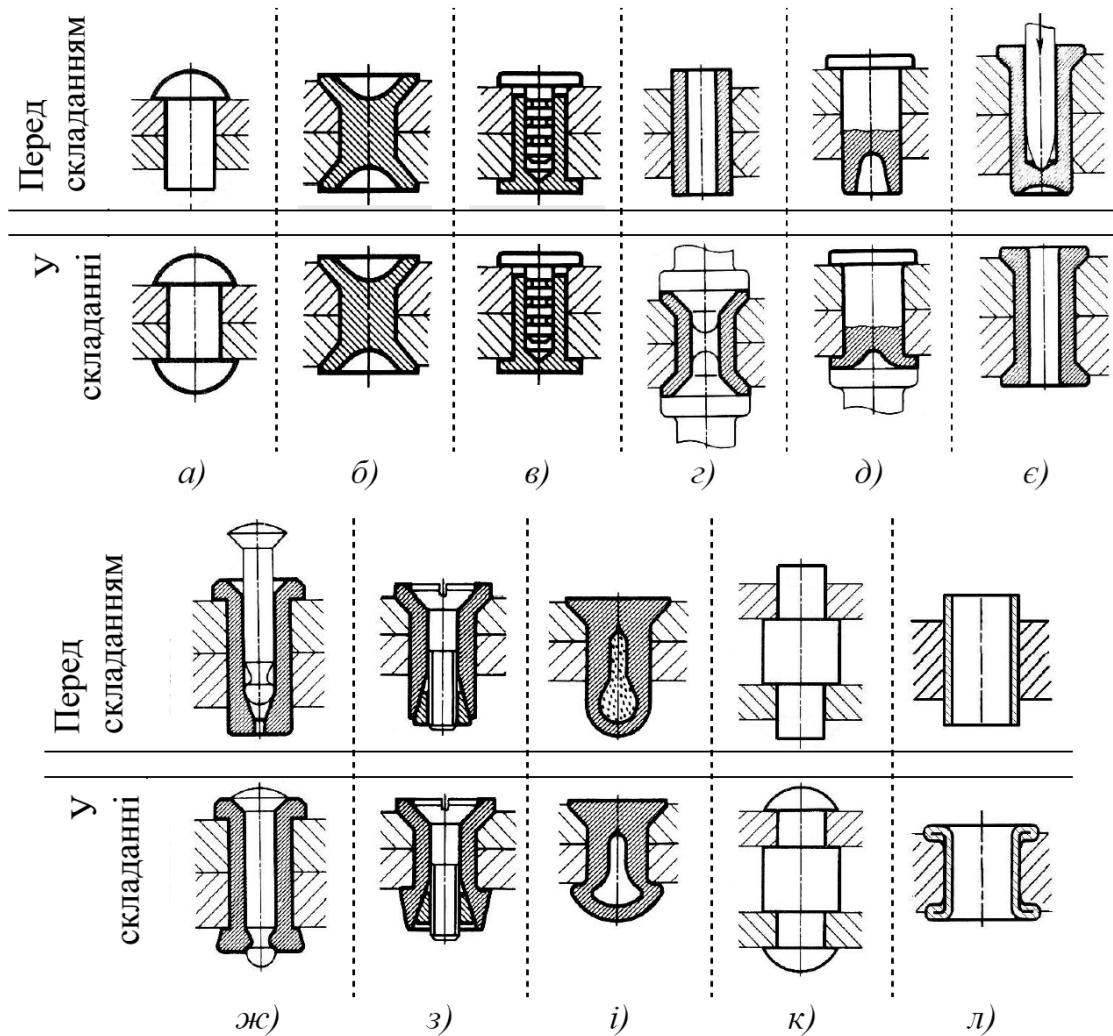 Перед
складанням
У
складанні
а) б) в) г) д) є)
Перед
складанням
У
складанні
ж) з) і) к) л)